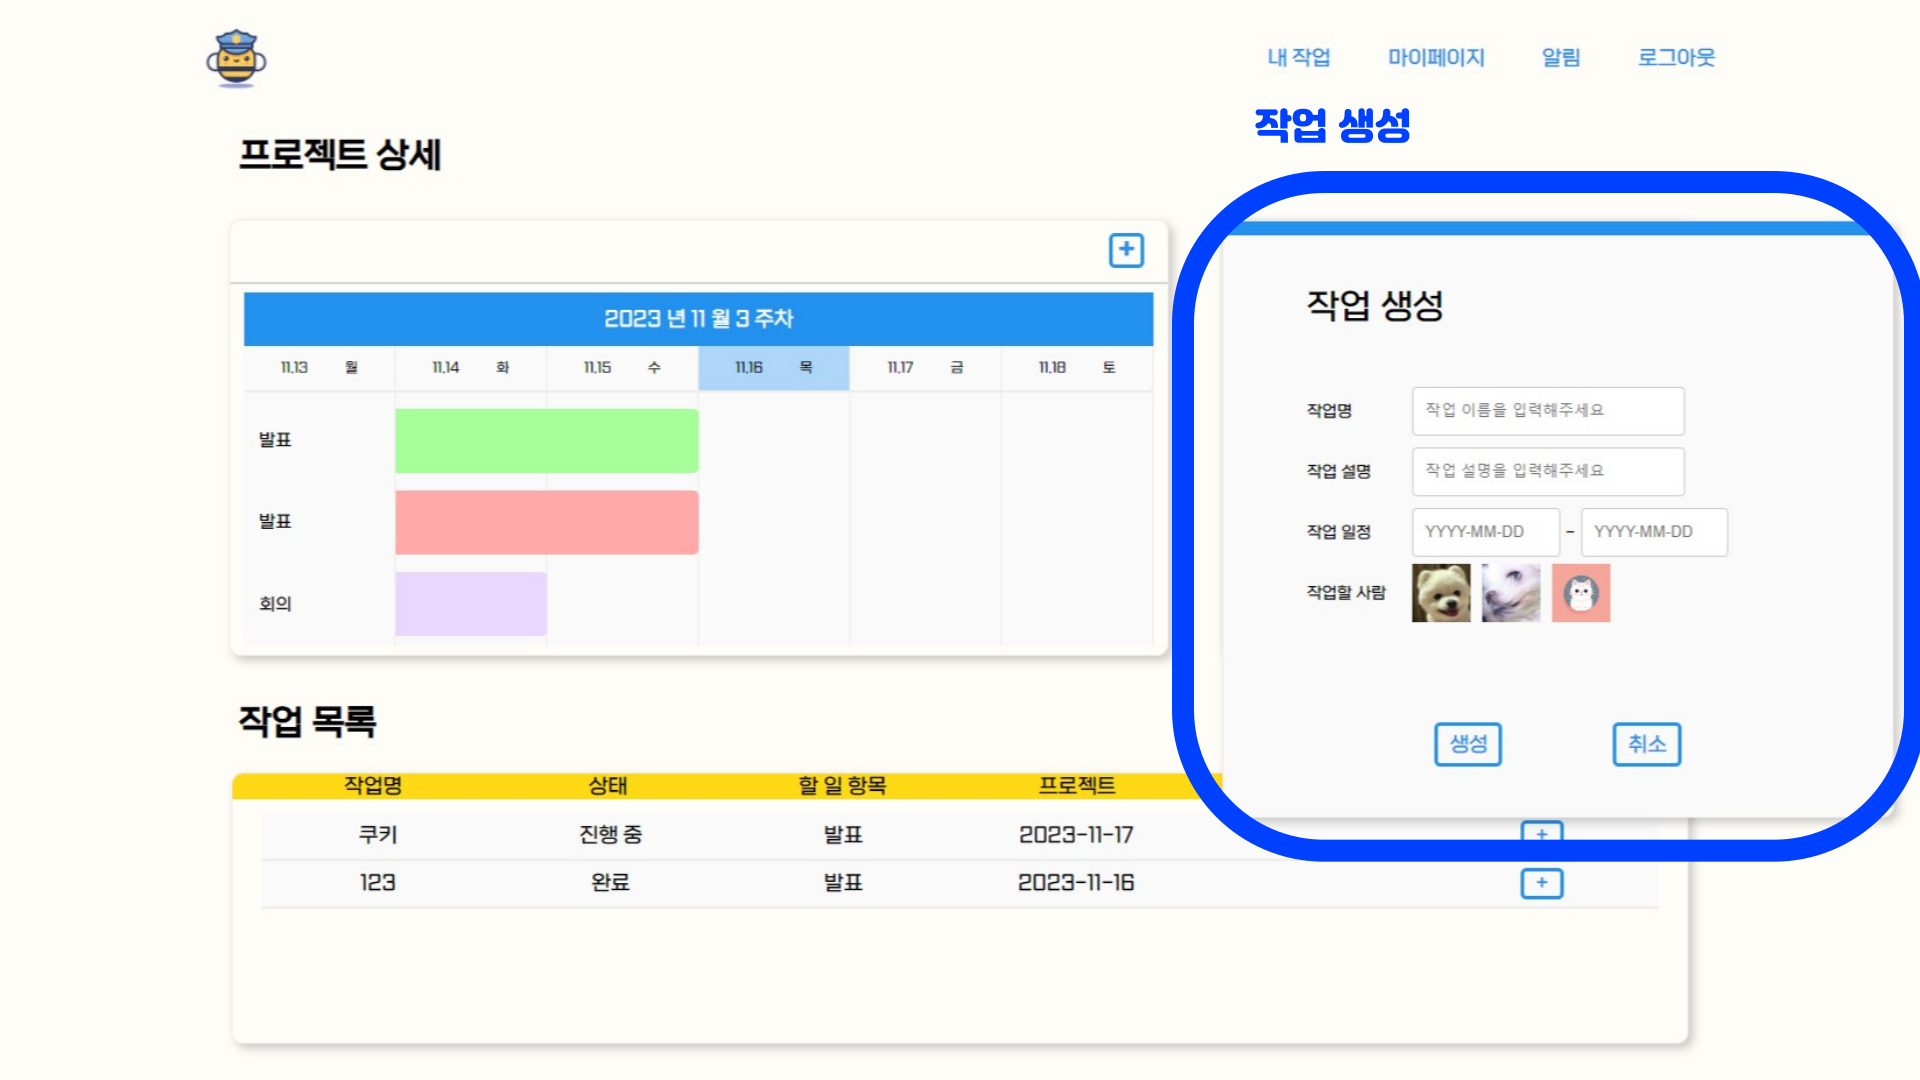 내 작업 마이페이지 알림 로그아웃
작업 생성
프로젝트 상세
+
2023 년 11 월 3 주차
11.13 월 11.14 화 11.15 수 11.16 목 11.17 금 11.18 토
발표
발표
회의
작업 생성
작업명 작업 이름을 입력해주세요
작업 설명 작업 설명을 입력해주세요
작업 일정 YYYY-MM-DD - YYYY-MM-DD
작업할 사람
생성 취소
작업 목록
작업명 상태 할 일 항목 프로젝트
쿠키 진행 중 발표 2023-11-17 +
123 완료 발표 2023-11-16 +